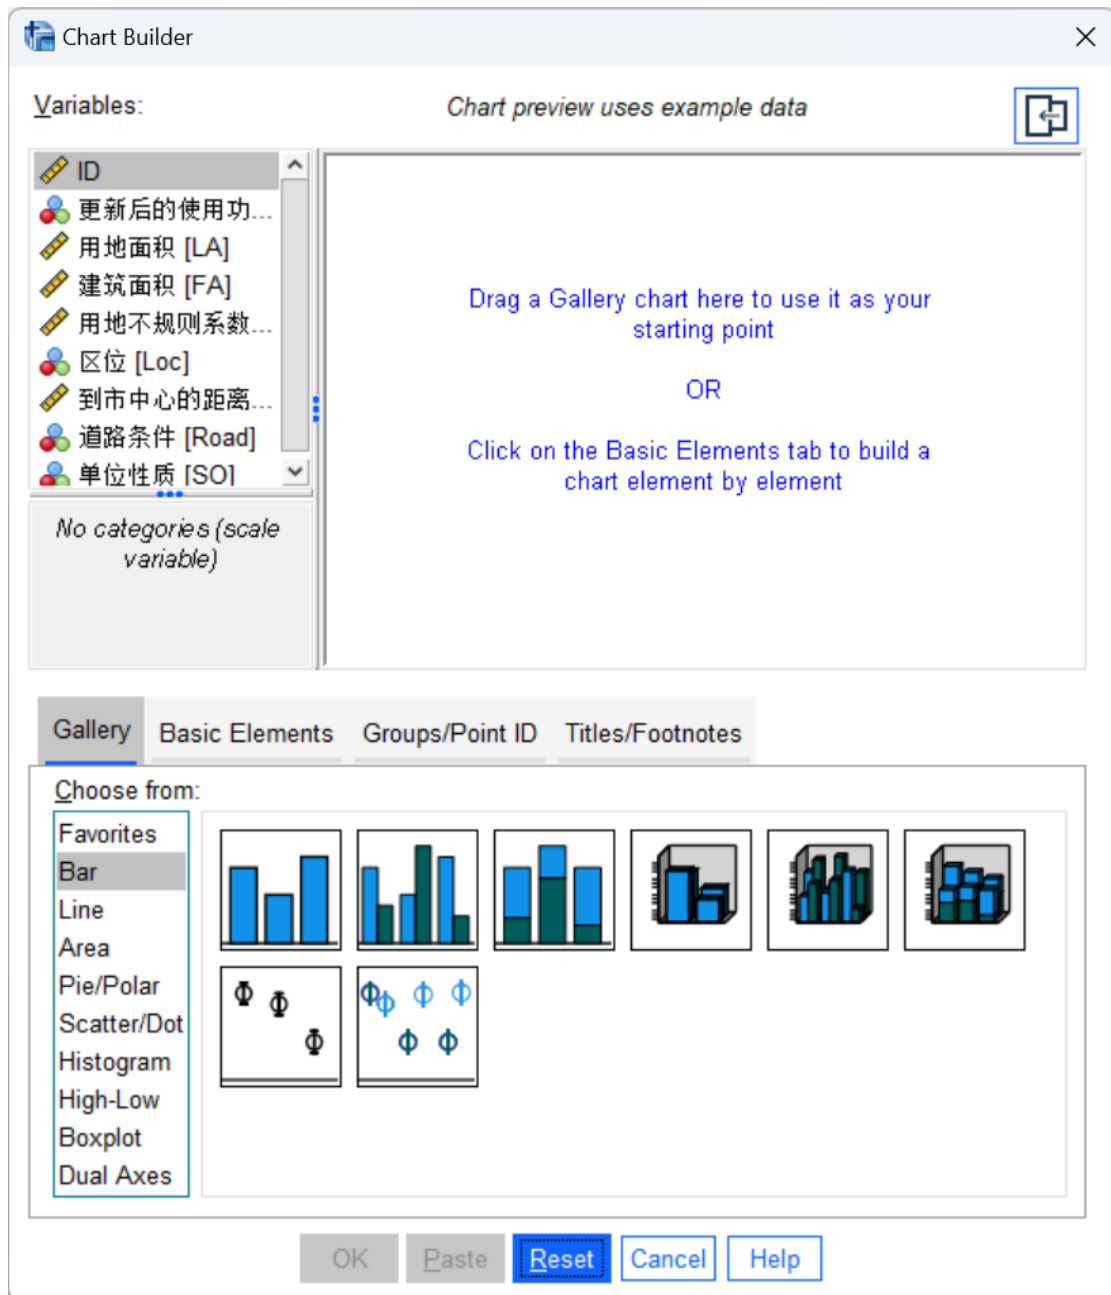 Chart Builder
Variables:
Chart preview uses example data
ID
更新后的使用功...
用地面积 [LA]
建筑面积 [FA]
用地不规则系数...
区位 [Loc]
到市中心的距离...
道路条件 [Road]
单位性质 [SO]
No categories (scale
variable)
Drag a Gallery chart here to use it as your
starting point
OR
Click on the Basic Elements tab to build a
chart element by element
Gallery Basic Elements Groups/Point ID Titles/Footnotes
Choose from:
Favorites
Bar
Line
Area
Pie/Polar
Scatter/Dot
Histogram
High-Low
Boxplot
Dual Axes
OK Paste Reset Cancel Help